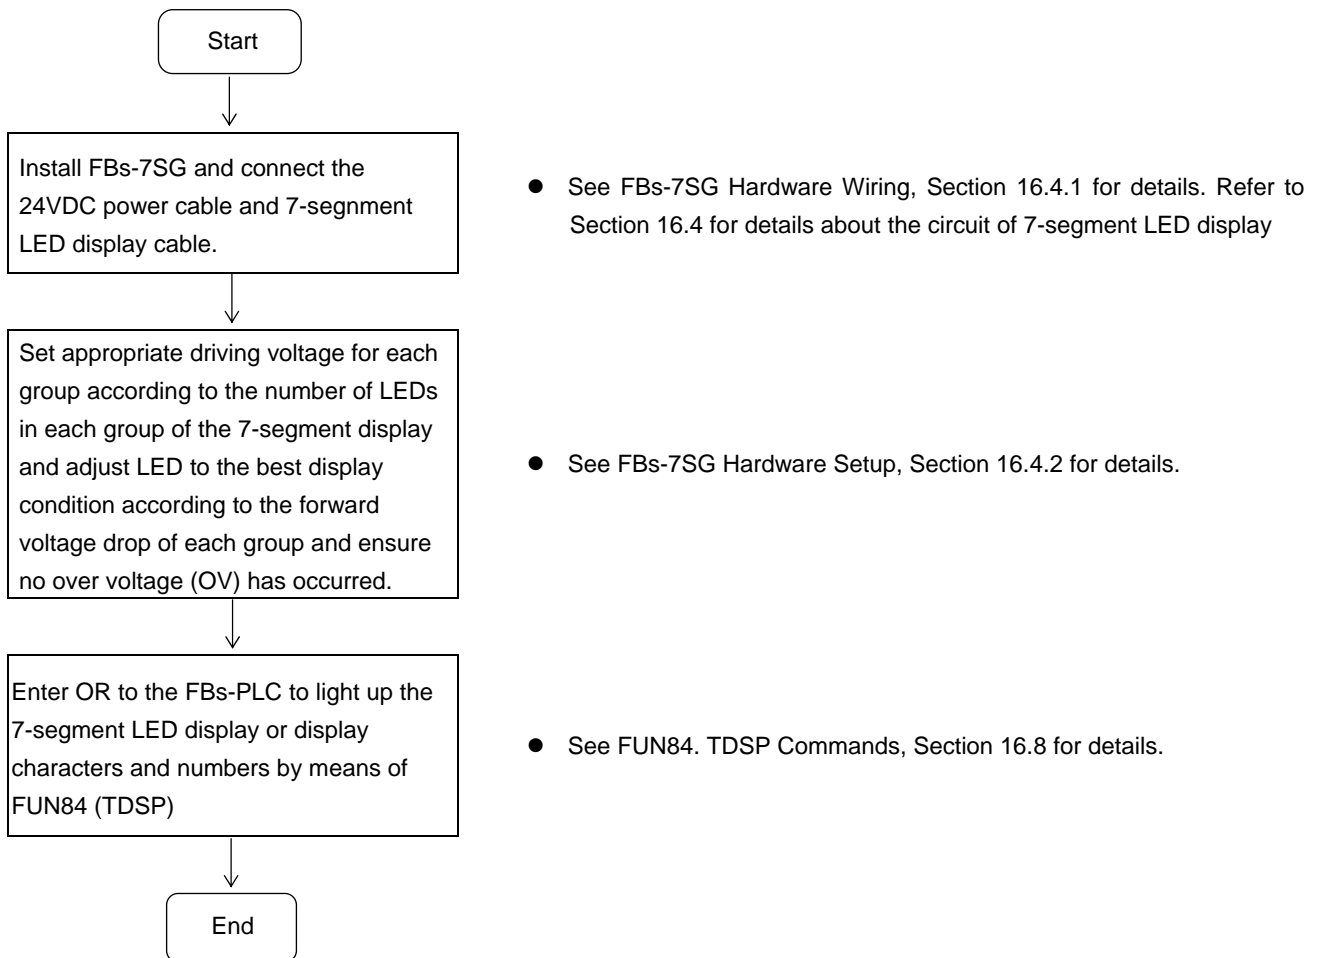 Start
Install FBs-7SG and connect the
24VDC power cable and 7-segnment
LED display cable.
● See FBs-7SG Hardware Wiring, Section 16.4.1 for details. Refer to
Section 16.4 for details about the circuit of 7-segment LED display
Set appropriate driving voltage for each
group according to the number of LEDs
in each group of the 7-segment display
and adjust LED to the best display
condition according to the forward
voltage drop of each group and ensure
no over voltage (OV) has occurred.
● See FBs-7SG Hardware Setup, Section 16.4.2 for details.
Enter OR to the FBs-PLC to light up the
7-segment LED display or display
characters and numbers by means of
FUN84 (TDSP)
● See FUN84. TDSP Commands, Section 16.8 for details.
End